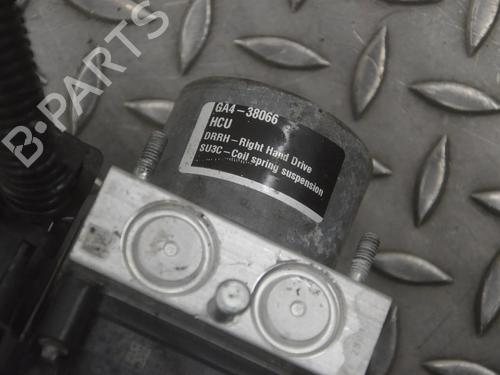 B-PARTS
GA4-38066
HCU
DRRH-Right Hand Drive
SU3C-Coil spring suspension